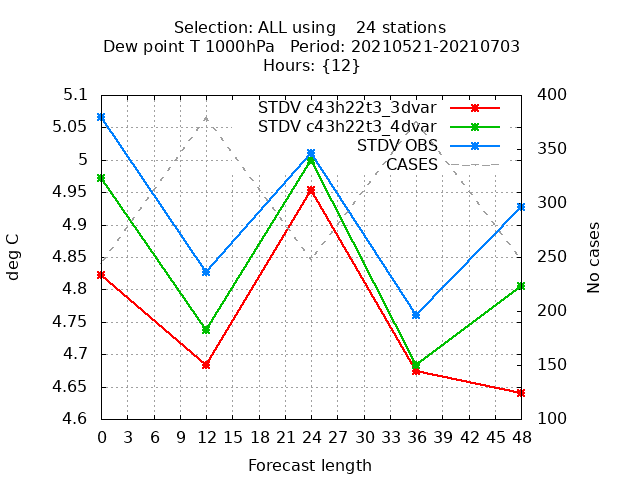 Selection: ALL using    24 stations
Dew point T 1000hPa   Period: 20210521-20210703
Hours: {12}
5.1
5.05
5
4.95
4.9
4.85
4.8
4.75
4.7
4.65
4.6
deg C
STDV c43h22t3_3dvar
STDV c43h22t3_4dvar
STDV OBS
CASES
400
350
300
250
200
150
100
No cases
0 3 6 9 12 15 18 21 24 27 30 33 36 39 42 45 48
Forecast length